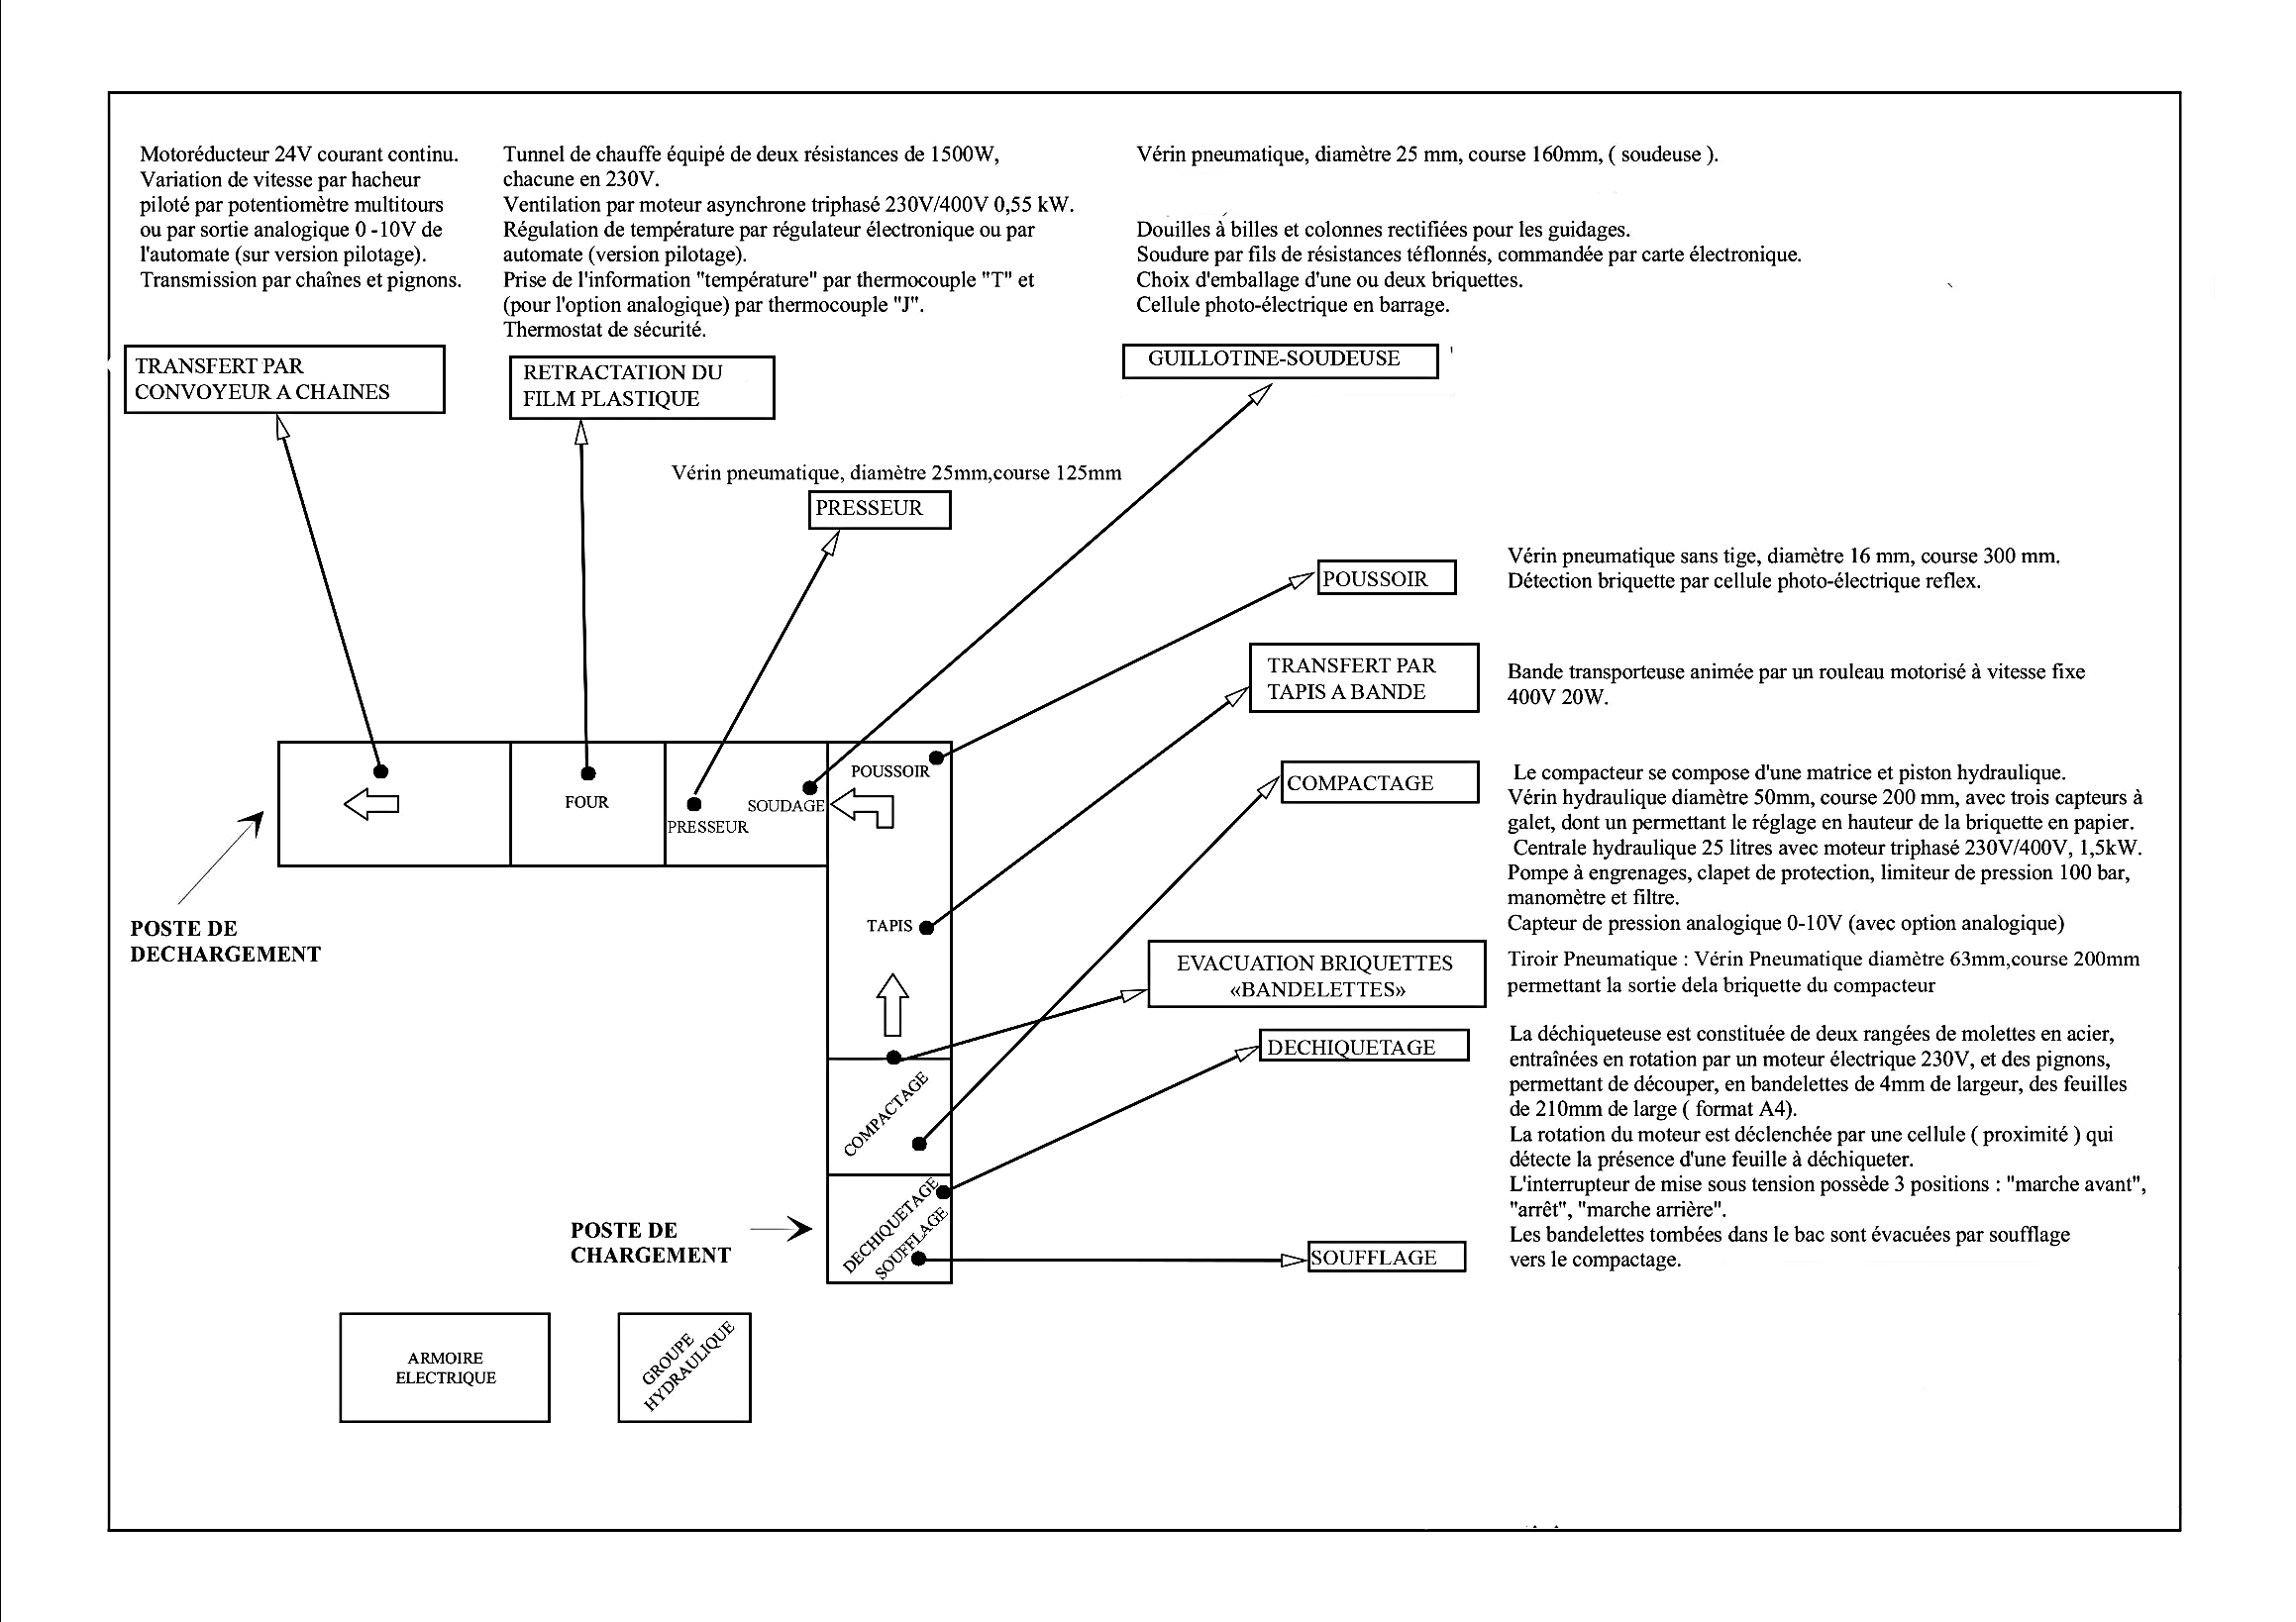 Motoréducteur 24V courant continu.
Variation de vitesse par hacheur
piloté par potentiomètre multitours
ou par sortie analogique 0 -10V de
l'automate (sur version pilotage).
Transmission par chaînes et pignons.
Tunnel de chauffe équipé de deux résistances de 1500W,
chacune en 230V.
Ventilation par moteur asynchrone triphasé 230V/400V 0,55 kW.
Régulation de température par régulateur électronique ou par
automate (version pilotage).
Prise de l'information "température" par thermocouple "T" et
(pour l'option analogique) par thermocouple "J".
Thermostat de sécurité.
Vérin pneumatique, diamètre 25 mm, course 160mm, ( soudeuse ).
Douilles à billes et colonnes rectifiées pour les guidages.
Soudure par fils de résistances téflonnés, commandée par carte électronique.
Choix d'emballage d'une ou deux briquettes.
Cellule photo-électrique en barrage.
TRANSFERT PAR
CONVOYEUR A CHAINES
RETRACTATION DU
FILM PLASTIQUE
GUILLOTINE-SOUDEUSE
Vérin pneumatique, diamètre 25mm,course 125mm
PRESSEUR
POUSSOIR
Vérin pneumatique sans tige, diamètre 16 mm, course 300 mm.
Détection briquette par cellule photo-électrique reflex.
TRANSFERT PAR
TAPIS A BANDE
Bande transporteuse animée par un rouleau motorisé à vitesse fixe
400V 20W.
COMPACTAGE
Le compacteur se compose d'une matrice et piston hydraulique.
Vérin hydraulique diamètre 50mm, course 200 mm, avec trois capteurs à
galet, dont un permettant le réglage en hauteur de la briquette en papier.
Centrale hydraulique 25 litres avec moteur triphasé 230V/400V, 1,5kW.
Pompe à engrenages, clapet de protection, limiteur de pression 100 bar,
manomètre et filtre.
Capteur de pression analogique 0-10V (avec option analogique)
EVACUATION BRIQUETTES
«BANDELETTES»
Tiroir Pneumatique : Vérin Pneumatique diamètre 63mm,course 200mm
permettant la sortie dela briquette du compacteur
DECHIQUETAGE
La déchiqueteuse est constituée de deux rangées de molettes en acier,
entraînées en rotation par un moteur électrique 230V, et des pignons,
permettant de découper, en bandelettes de 4mm de largeur, des feuilles
de 210mm de large ( format A4).
La rotation du moteur est déclenchée par une cellule ( proximité ) qui
détecte la présence d'une feuille à déchiqueter.
L'interrupteur de mise sous tension possède 3 positions : "marche avant",
"arrêt", "marche arrière".
Les bandelettes tombées dans le bac sont évacuées par soufflage
vers le compactage.
SOUFFLAGE
FOUR
PRESSEUR
SOUDAGE
POUSSOIR
TAPIS
COMPACTAGE
DECHIQUETAGE
SOUFFLAGE
POSTE DE
DECHARGEMENT
POSTE DE
CHARGEMENT
ARMOIRE
ELECTRIQUE
GROUPE
HYDRAULIQUE